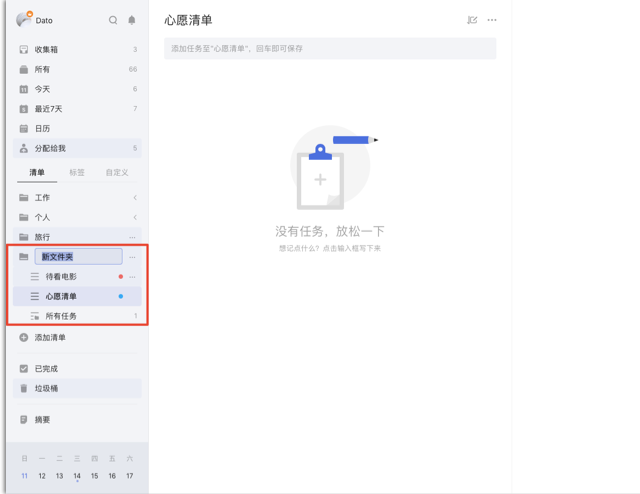 Dato
收集箱 3
所有 66
11 今天 6
S 最近7天 7
日历
分配给我 5
清单 标签 自定义
工作
个人
旅行
新文件夹
待看电影
心愿清单
所有任务 1
添加清单
已完成
垃圾桶
摘要
日 一 二 三 四 五 六
11 12 13 14 15 16 17
心愿清单
添加任务至"心愿清单"，回车即可保存
没有任务，放松一下
想记点什么？点击输入框写下来